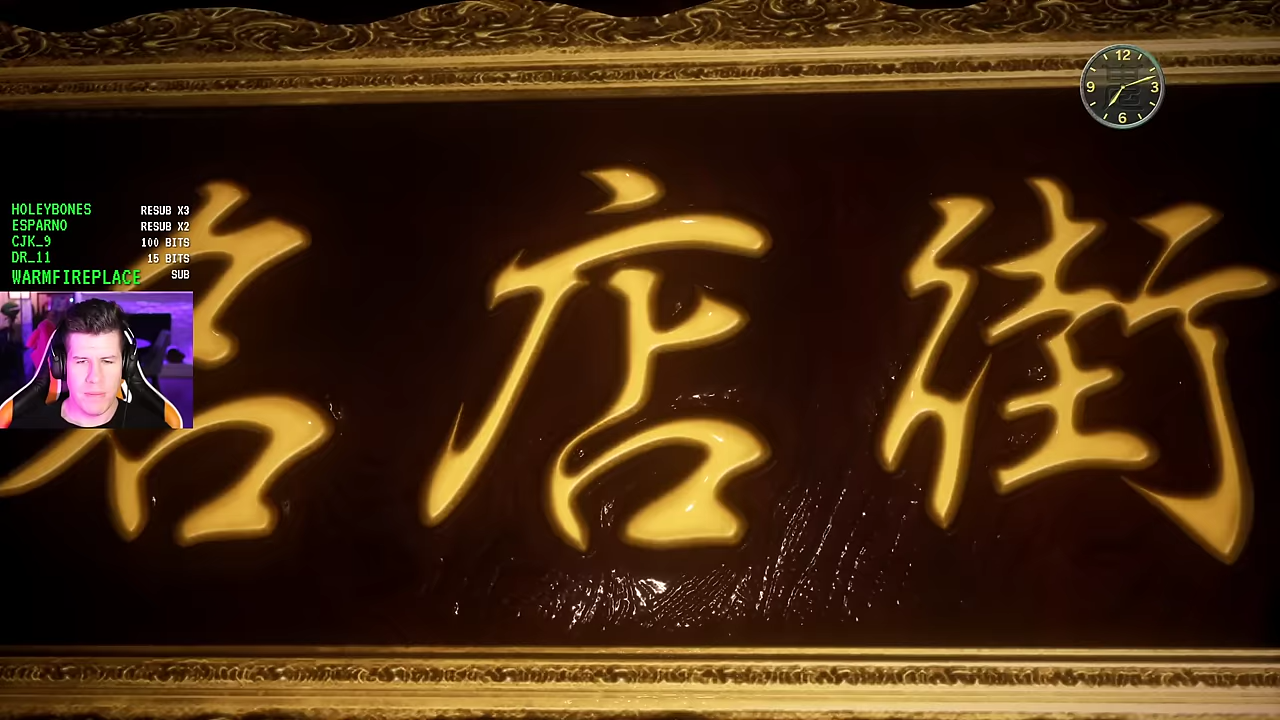 名店街
HOLEYBONES RESUB X3
ESPARNO RESUB X2
CJK_9 100 BITS
DR_11 15 BITS
WARMFIREPLACE SUB
12
9 3
6